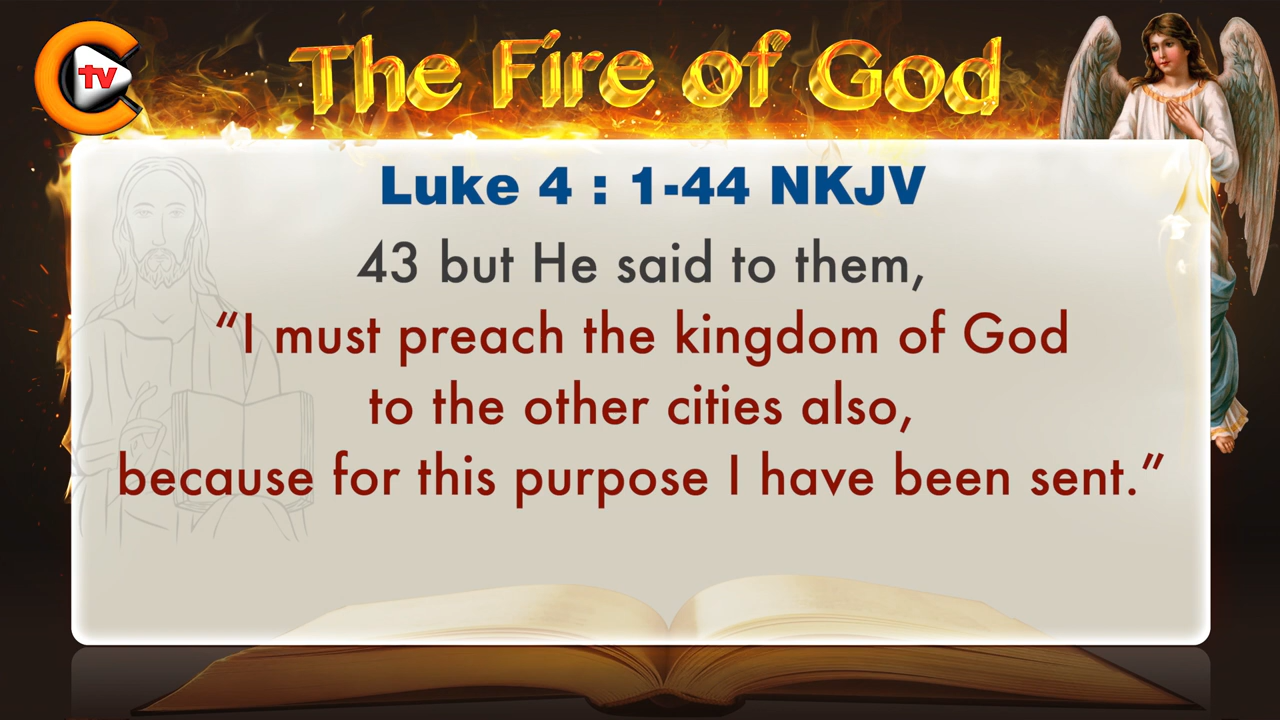 tv
The Fire of God
Luke 4 : 1-44 NKJV
43 but He said to them,
“I must preach the kingdom of God
to the other cities also,
because for this purpose I have been sent.”